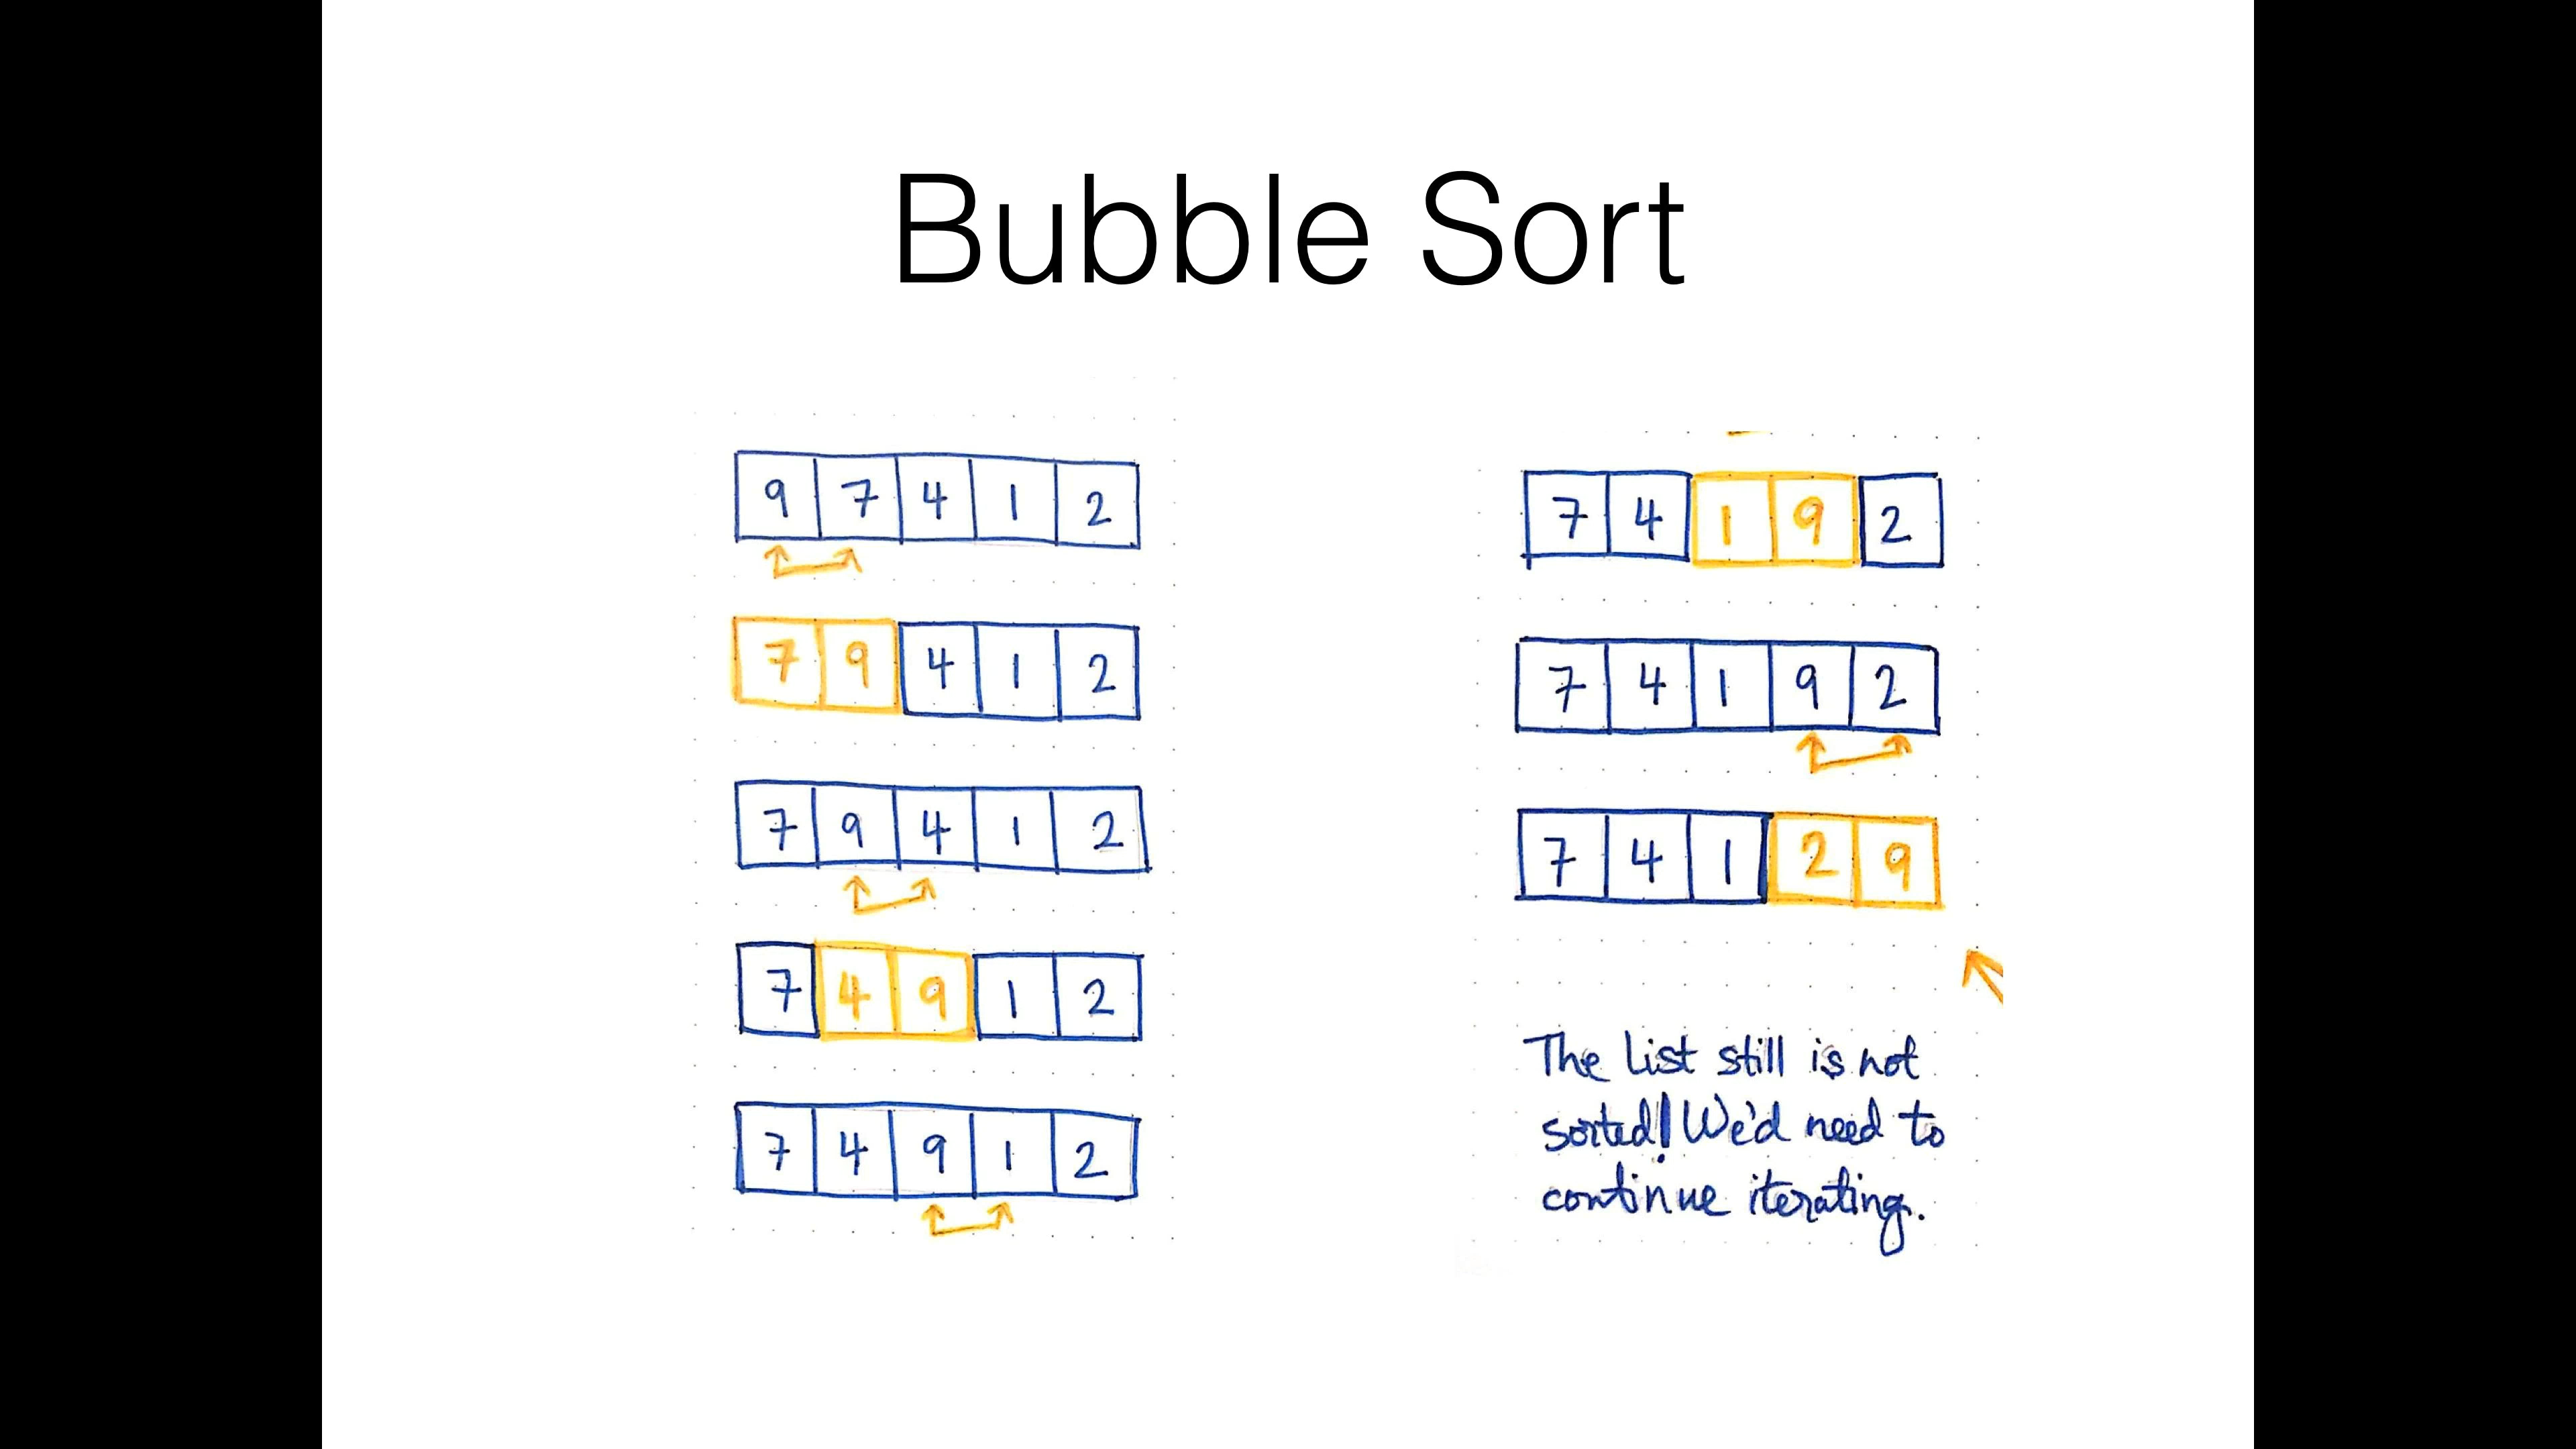 Bubble Sort
9 7 4 1 2
7 9 4 1 2
7 9 4 1 2
7 4 9 1 2
7 4 9 1 2
7 4 1 9 2
7 4 1 9 2
7 4 1 2 9
The list still is not
sorted! We'd need to
continue iterating.